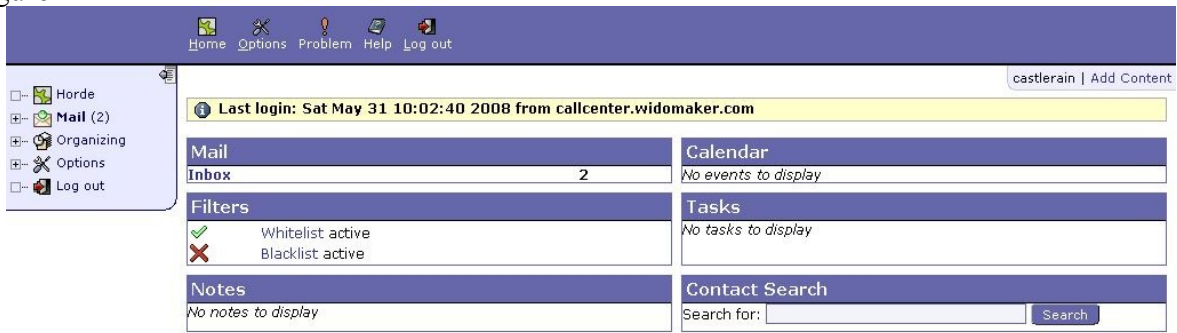 Home Options Problem Help Log out
castlerain | Add Content
Horde
Mail (2)
Organizing
Options
Log out
Last login: Sat May 31 10:02:40 2008 from callcenter.widomaker.com
Mail
Inbox 2
Calendar
No events to display
Filters
Whitelist active
Blacklist active
Tasks
No tasks to display
Notes
No notes to display
Contact Search
Search for: Search